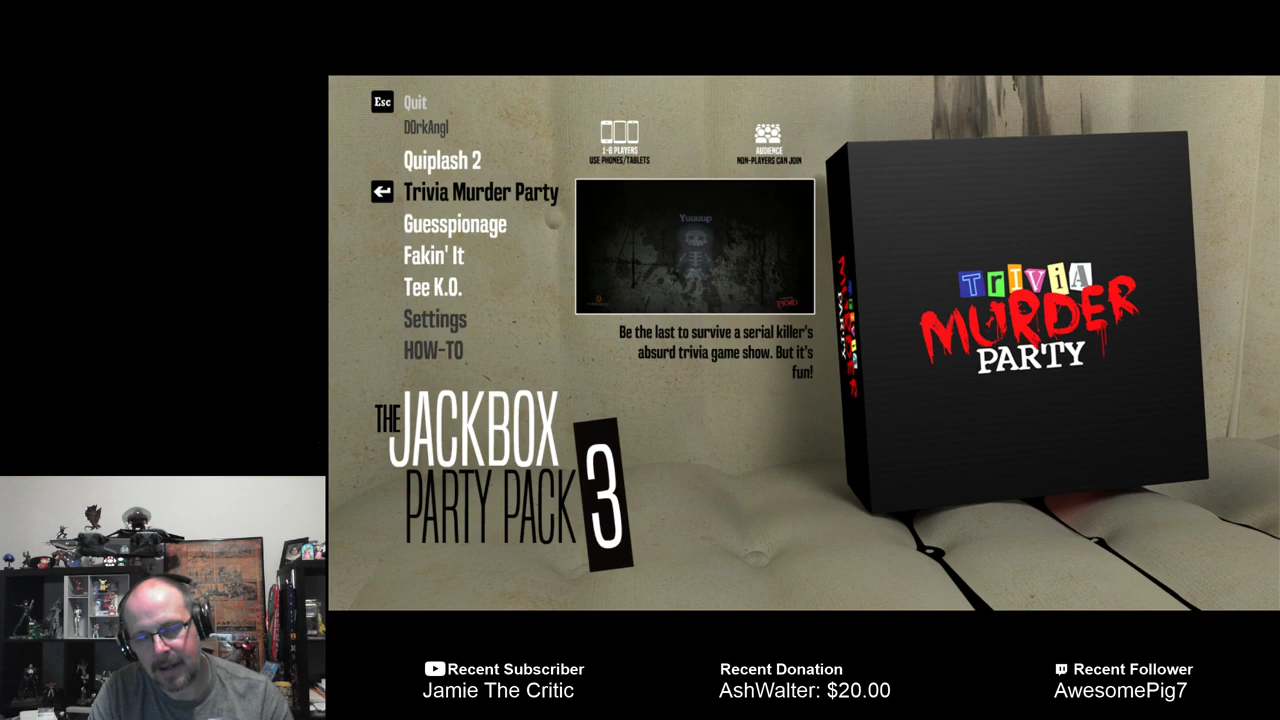 Esc Quit
D0rkAngl
Quiplash 2
Trivia Murder Party
Guesspionage
Fakin' It
Tee K.O.
Settings
HOW-TO
THE JACKBOX
PARTY PACK 3
1-8 PLAYERS
USE PHONES/TABLETS
AUDIENCE
NON-PLAYERS CAN JOIN
Yuuuup
Be the last to survive a serial killer's
absurd trivia game show. But it's
fun!
TRIVIA
MURDER
PARTY
Recent Subscriber
Jamie The Critic
Recent Donation
AshWalter: $20.00
Recent Follower
AwesomePig7